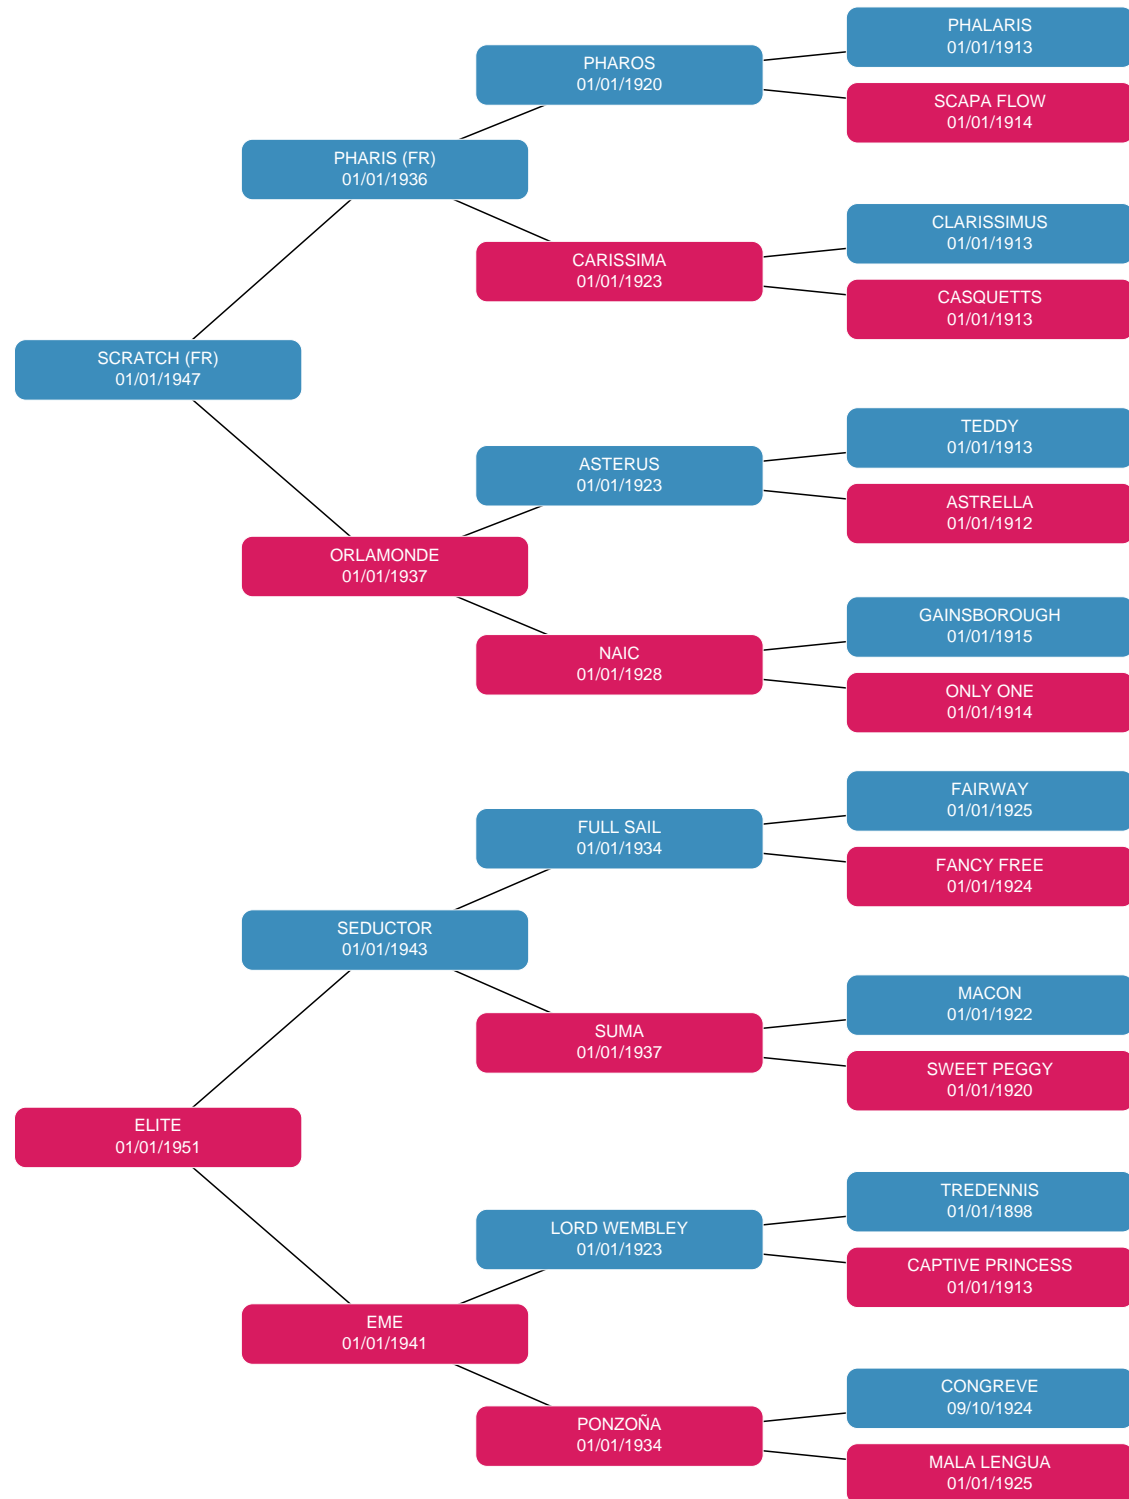 PHALARIS
01/01/1913
PHAROS
01/01/1920
SCAPA FLOW
01/01/1914
PHARIS (FR)
01/01/1936
CLARISSIMUS
01/01/1913
CARISSIMA
01/01/1923
CASQUETTS
01/01/1913
SCRATCH (FR)
01/01/1947
TEDDY
01/01/1913
ASTERUS
01/01/1923
ASTRELLA
01/01/1912
ORLAMONDE
01/01/1937
GAINSBOROUGH
01/01/1915
NAIC
01/01/1928
ONLY ONE
01/01/1914
FAIRWAY
01/01/1925
FULL SAIL
01/01/1934
FANCY FREE
01/01/1924
SEDUCTOR
01/01/1943
MACON
01/01/1922
SUMA
01/01/1937
SWEET PEGGY
01/01/1920
ELITE
01/01/1951
TREDENNIS
01/01/1898
LORD WEMBLEY
01/01/1923
CAPTIVE PRINCESS
01/01/1913
EME
01/01/1941
CONGREVE
09/10/1924
PONZOÑA
01/01/1934
MALA LENGUA
01/01/1925